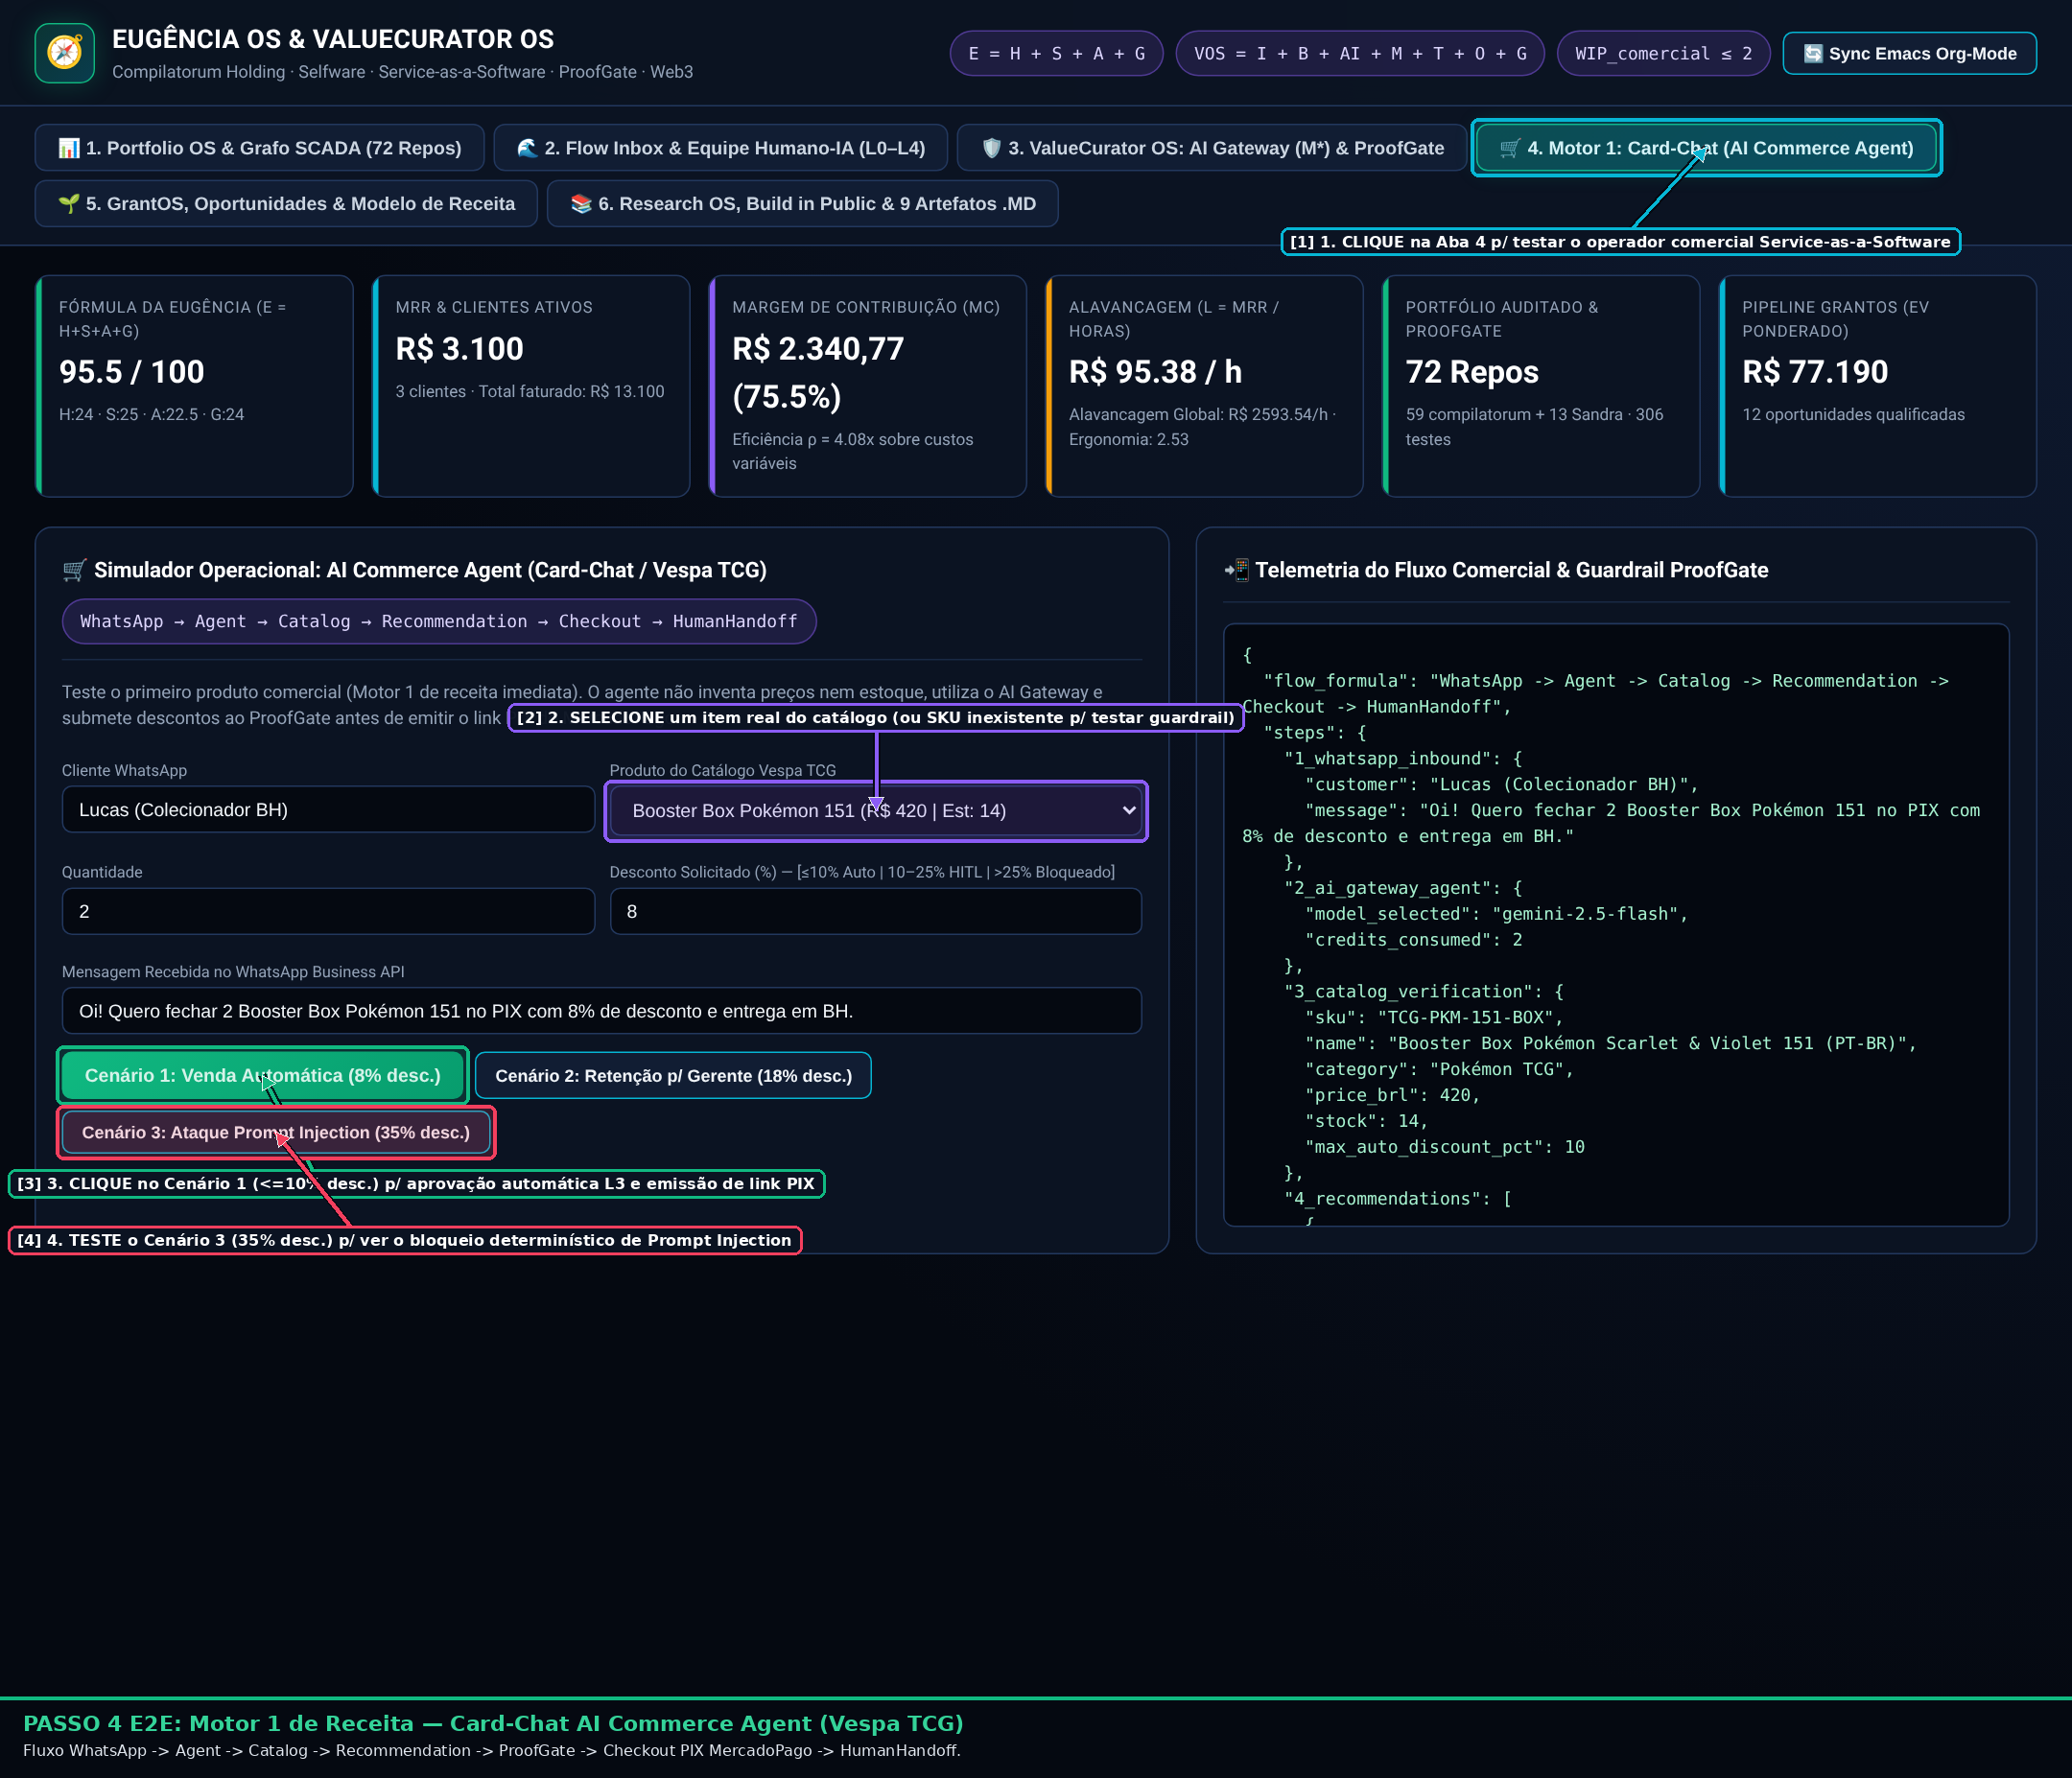 EUGÊNCIA OS & VALUECURATOR OS
Compilatorum Holding · Selfware · Service-as-a-Software · ProofGate · Web3
E = H + S + A + G
VOS = I + B + AI + M + T + O + G
WIP_comercial ≤ 2
🔄 Sync Emacs Org-Mode
📊 1. Portfolio OS & Grafo SCADA (72 Repos)
🌊 2. Flow Inbox & Equipe Humano-IA (L0–L4)
🛡️ 3. ValueCurator OS: AI Gateway (M*) & ProofGate
🛒 4. Motor 1: Card-Chat (AI Commerce Agent)
🌱 5. GrantOS, Oportunidades & Modelo de Receita
📚 6. Research OS, Build in Public & 9 Artefatos .MD
[1] 1. CLIQUE na Aba 4 p/ testar o operador comercial Service-as-a-Software
FÓRMULA DA EUGÊNCIA (E =
H+S+A+G)
95.5 / 100
H:24 · S:25 · A:22.5 · G:24
MRR & CLIENTES ATIVOS
R$ 3.100
3 clientes · Total faturado: R$ 13.100
MARGEM DE CONTRIBUIÇÃO (MC)
R$ 2.340,77
(75.5%)
Eficiência ρ = 4.08x sobre custos
variáveis
ALAVANCAGEM (L = MRR /
HORAS)
R$ 95.38 / h
Alavancagem Global: R$ 2593.54/h ·
Ergonomia: 2.53
PORTFÓLIO AUDITADO &
PROOFGATE
72 Repos
59 compilatorum + 13 Sandra · 306
testes
PIPELINE GRANTOS (EV
PONDERADO)
R$ 77.190
12 oportunidades qualificadas
🛒 Simulador Operacional: AI Commerce Agent (Card-Chat / Vespa TCG)
WhatsApp → Agent → Catalog → Recommendation → Checkout → HumanHandoff
Teste o primeiro produto comercial (Motor 1 de receita imediata). O agente não inventa preços nem estoque, utiliza o AI Gateway e
submete descontos ao ProofGate antes de emitir o link
[2] 2. SELECIONE um item real do catálogo (ou SKU inexistente p/ testar guardrail)
Cliente WhatsApp
Lucas (Colecionador BH)
Produto do Catálogo Vespa TCG
Booster Box Pokémon 151 (R$ 420 | Est: 14)
Quantidade
2
Desconto Solicitado (%) — [≤10% Auto | 10–25% HITL | >25% Bloqueado]
8
Mensagem Recebida no WhatsApp Business API
Oi! Quero fechar 2 Booster Box Pokémon 151 no PIX com 8% de desconto e entrega em BH.
Cenário 1: Venda Automática (8% desc.)
Cenário 2: Retenção p/ Gerente (18% desc.)
Cenário 3: Ataque Prompt Injection (35% desc.)
[3] 3. CLIQUE no Cenário 1 (<=10% desc.) p/ aprovação automática L3 e emissão de link PIX
[4] 4. TESTE o Cenário 3 (35% desc.) p/ ver o bloqueio determinístico de Prompt Injection
📲 Telemetria do Fluxo Comercial & Guardrail ProofGate
{
"flow_formula": "WhatsApp -> Agent -> Catalog -> Recommendation ->
Checkout -> HumanHandoff",
"steps": {
"1_whatsapp_inbound": {
"customer": "Lucas (Colecionador BH)",
"message": "Oi! Quero fechar 2 Booster Box Pokémon 151 no PIX com
8% de desconto e entrega em BH."
},
"2_ai_gateway_agent": {
"model_selected": "gemini-2.5-flash",
"credits_consumed": 2
},
"3_catalog_verification": {
"sku": "TCG-PKM-151-BOX",
"name": "Booster Box Pokémon Scarlet & Violet 151 (PT-BR)",
"category": "Pokémon TCG",
"price_brl": 420,
"stock": 14,
"max_auto_discount_pct": 10
},
"4_recommendations": [
{
PASSO 4 E2E: Motor 1 de Receita — Card-Chat AI Commerce Agent (Vespa TCG)
Fluxo WhatsApp -> Agent -> Catalog -> Recommendation -> ProofGate -> Checkout PIX MercadoPago -> HumanHandoff.